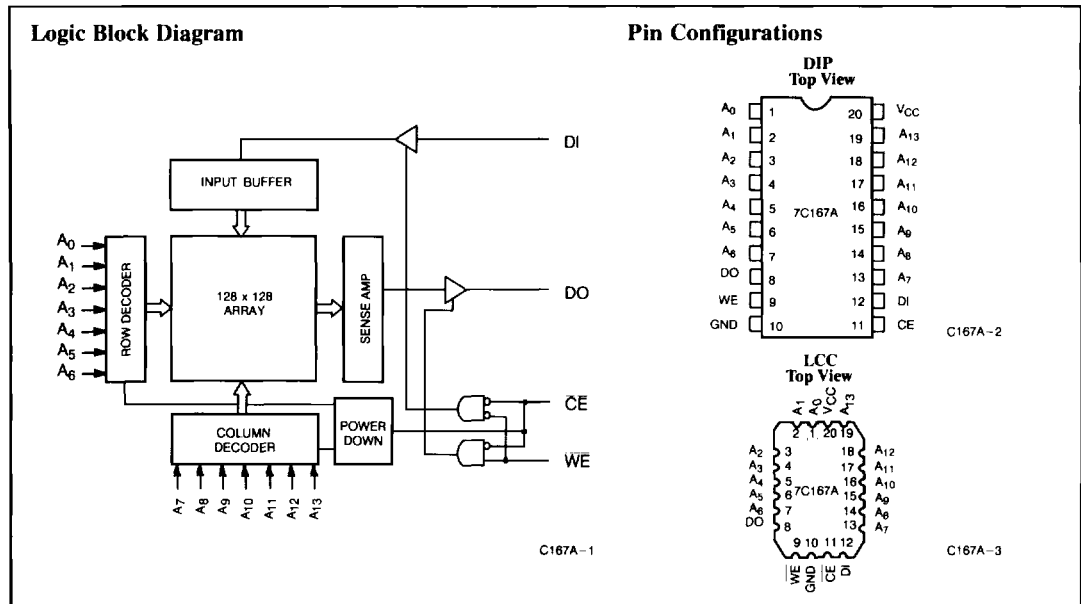 Logic Block Diagram
DI
INPUT BUFFER
A0
A1
A2
A3
A4
A5
A6
ROW DECODER
128 x 128
ARRAY
SENSE AMP
DO
CE
WE
COLUMN
DECODER
POWER
DOWN
A7
A8
A9
A10
A11
A12
A13
C167A-1
Pin Configurations
DIP
Top View
A0 1 20 VCC
A1 2 19 A13
A2 3 18 A12
A3 4 17 A11
A4 5 7C167A 16 A10
A5 6 15 A9
A6 7 14 A8
DO 8 13 A7
WE 9 12 DI
GND 10 11 CE
C167A-2
LCC
Top View
A1 A0 VCC A13
2 1 20 19
A2 3 18 A12
A3 4 17 A11
A4 5 16 A10
A5 6 7C167A 15 A9
A6 7 14 A8
DO 8 13 A7
9 10 11 12
WE GND CE DI
C167A-3